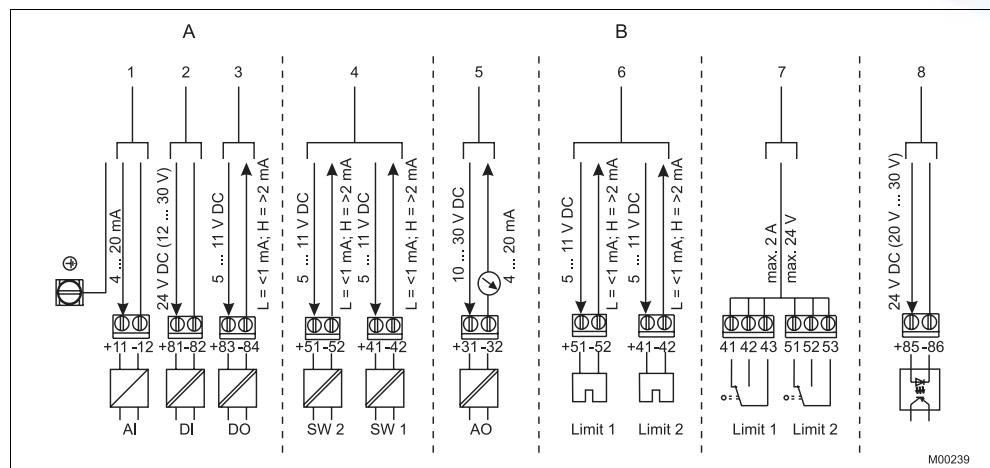 A B
1 2 3 4 5 6 7 8
4 ... 20 mA
24 V DC (12 ... 30 V)
5 ... 11 V DC
L = <1 mA; H = >2 mA
5 ... 11 V DC
L = <1 mA; H = >2 mA
5 ... 11 V DC
L = <1 mA; H = >2 mA
10 ... 30 V DC
4 ... 20 mA
5 ... 11 V DC
L = <1 mA; H = >2 mA
5 ... 11 V DC
L = <1 mA; H = >2 mA
max. 2 A
max. 24 V
24 V DC (20 V ... 30 V)
+11 -12 +81-82 +83 -84 +51-52 +41-42 +31-32 +51-52 +41-42 41 42 43 51 52 53 +85-86
AI DI DO SW 2 SW 1 AO Limit 1 Limit 2 Limit 1 Limit 2
M00239